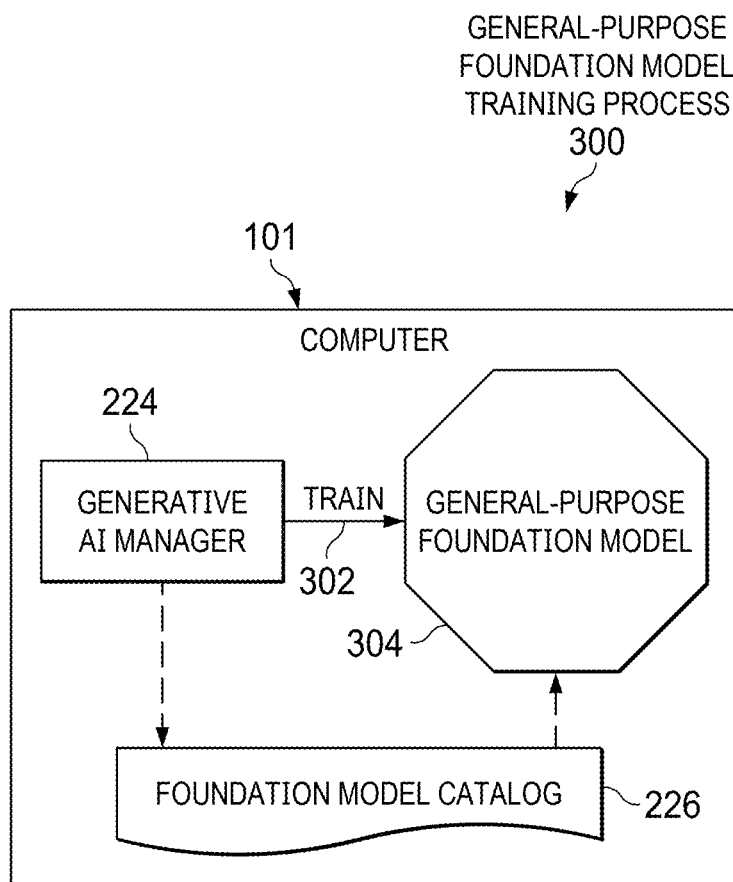 GENERAL-PURPOSE
FOUNDATION MODEL
TRAINING PROCESS
300
101
COMPUTER
224
GENERATIVE
AI MANAGER
TRAIN
302
GENERAL-PURPOSE
FOUNDATION MODEL
304
FOUNDATION MODEL CATALOG
226